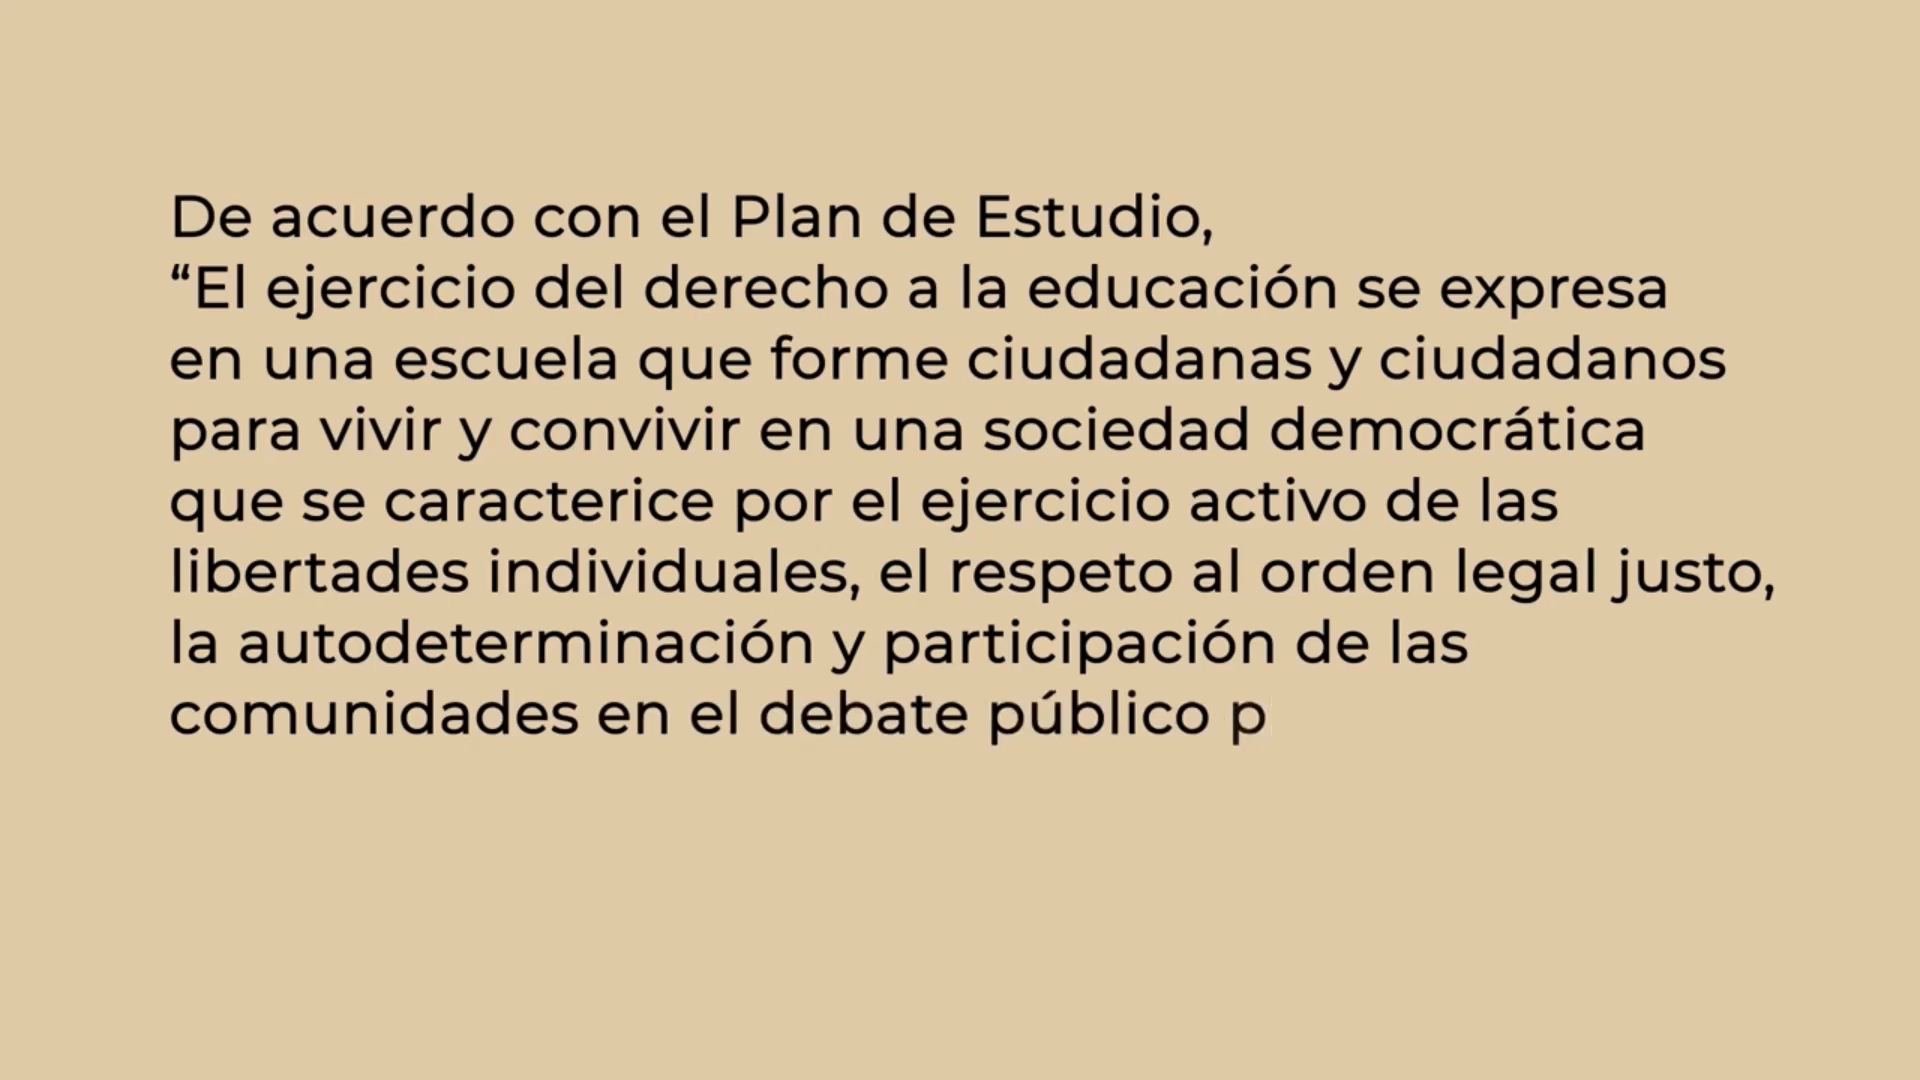 De acuerdo con el Plan de Estudio,
“El ejercicio del derecho a la educación se expresa
en una escuela que forme ciudadanas y ciudadanos
para vivir y convivir en una sociedad democrática
que se caracterice por el ejercicio activo de las
libertades individuales, el respeto al orden legal justo,
la autodeterminación y participación de las
comunidades en el debate público p